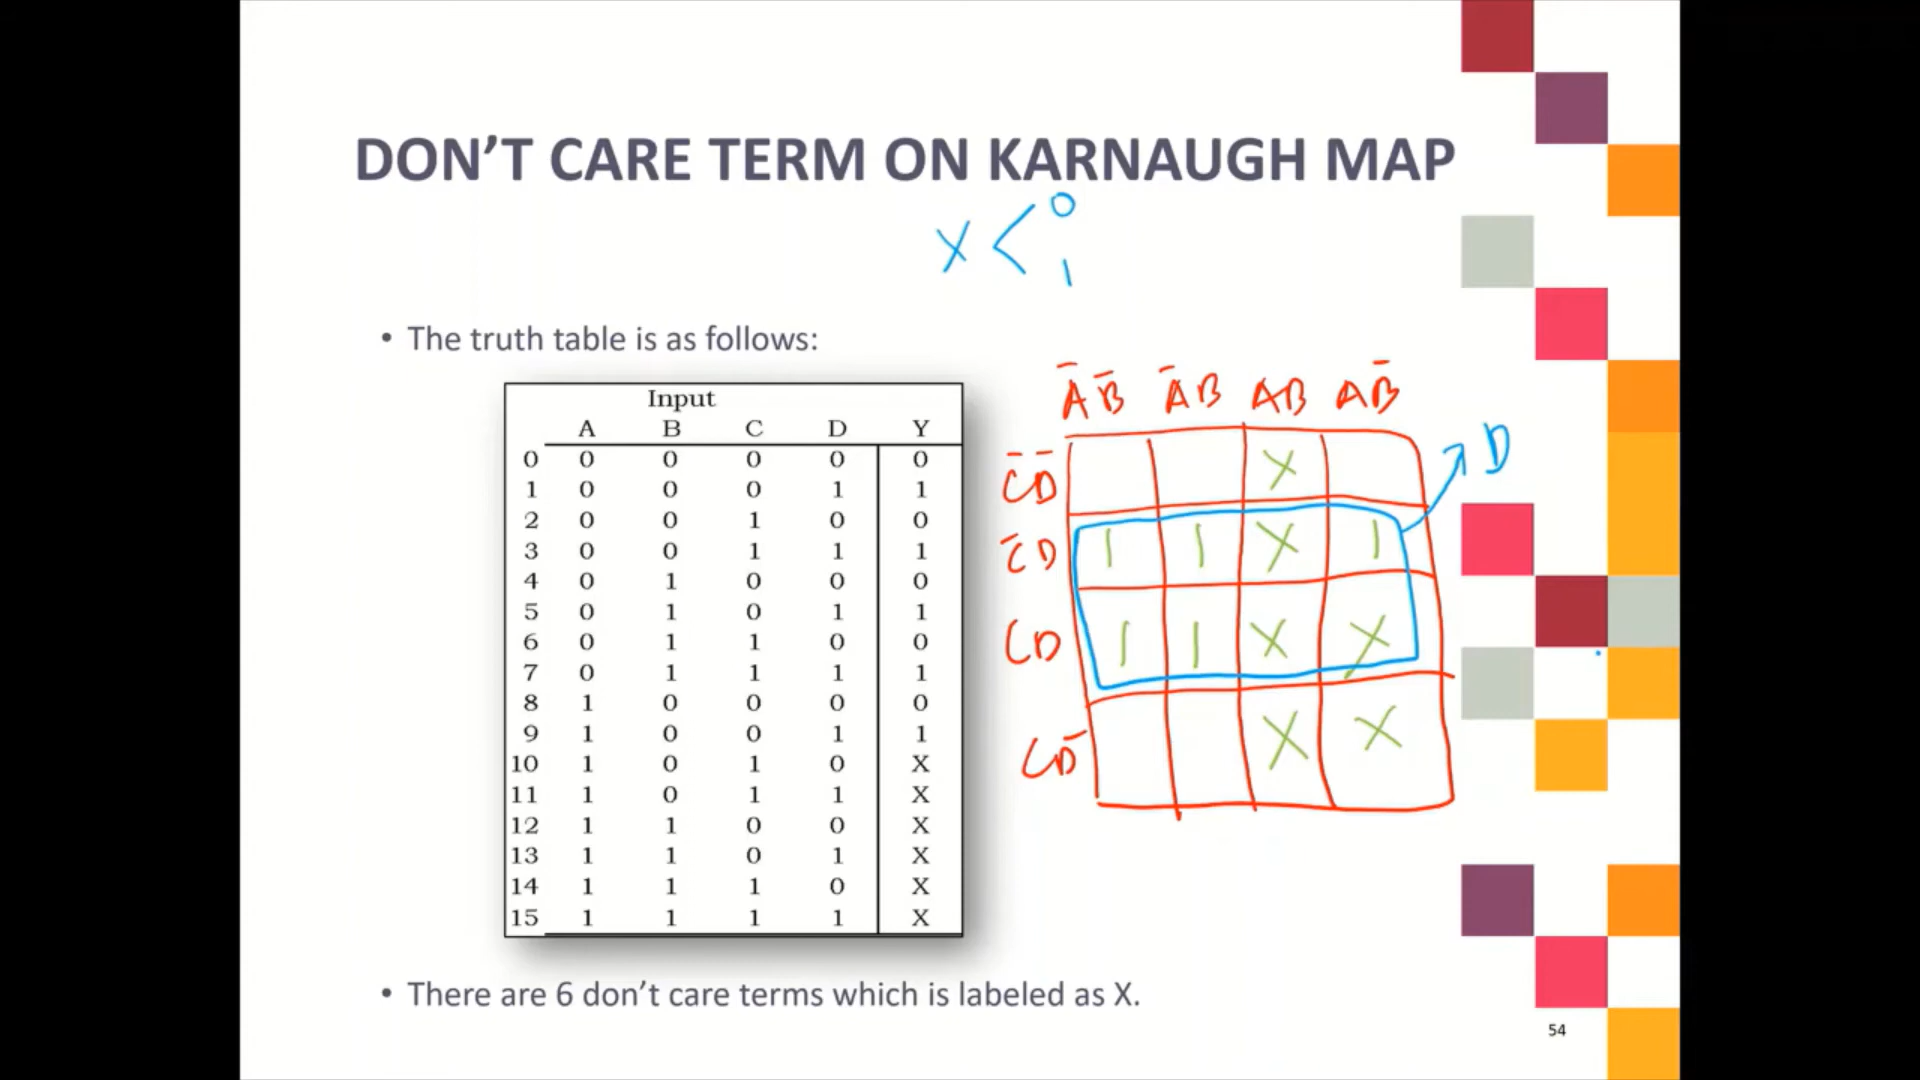 DON'T CARE TERM ON KARNAUGH MAP
X < 0
1
• The truth table is as follows:
Input
A B C D Y
0 0 0 0 0 0
1 0 0 0 1 1
2 0 0 1 0 0
3 0 0 1 1 1
4 0 1 0 0 0
5 0 1 0 1 1
6 0 1 1 0 0
7 0 1 1 1 1
8 1 0 0 0 0
9 1 0 0 1 1
10 1 0 1 0 X
11 1 0 1 1 X
12 1 1 0 0 X
13 1 1 0 1 X
14 1 1 1 0 X
15 1 1 1 1 X
A̅B̅ A̅B AB AB̅
D
C̅D̅ X
C̅D 1 1 X 1
CD 1 1 X X
CD̅ X X
• There are 6 don't care terms which is labeled as X.
54